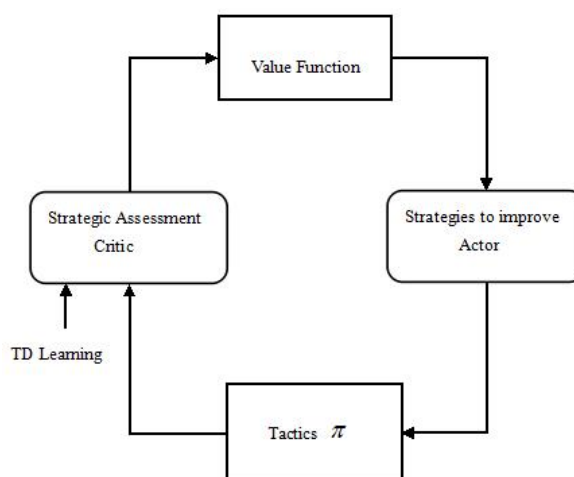 Value Function
Strategic Assessment
Critic
Strategies to improve
Actor
TD Learning
Tactics π